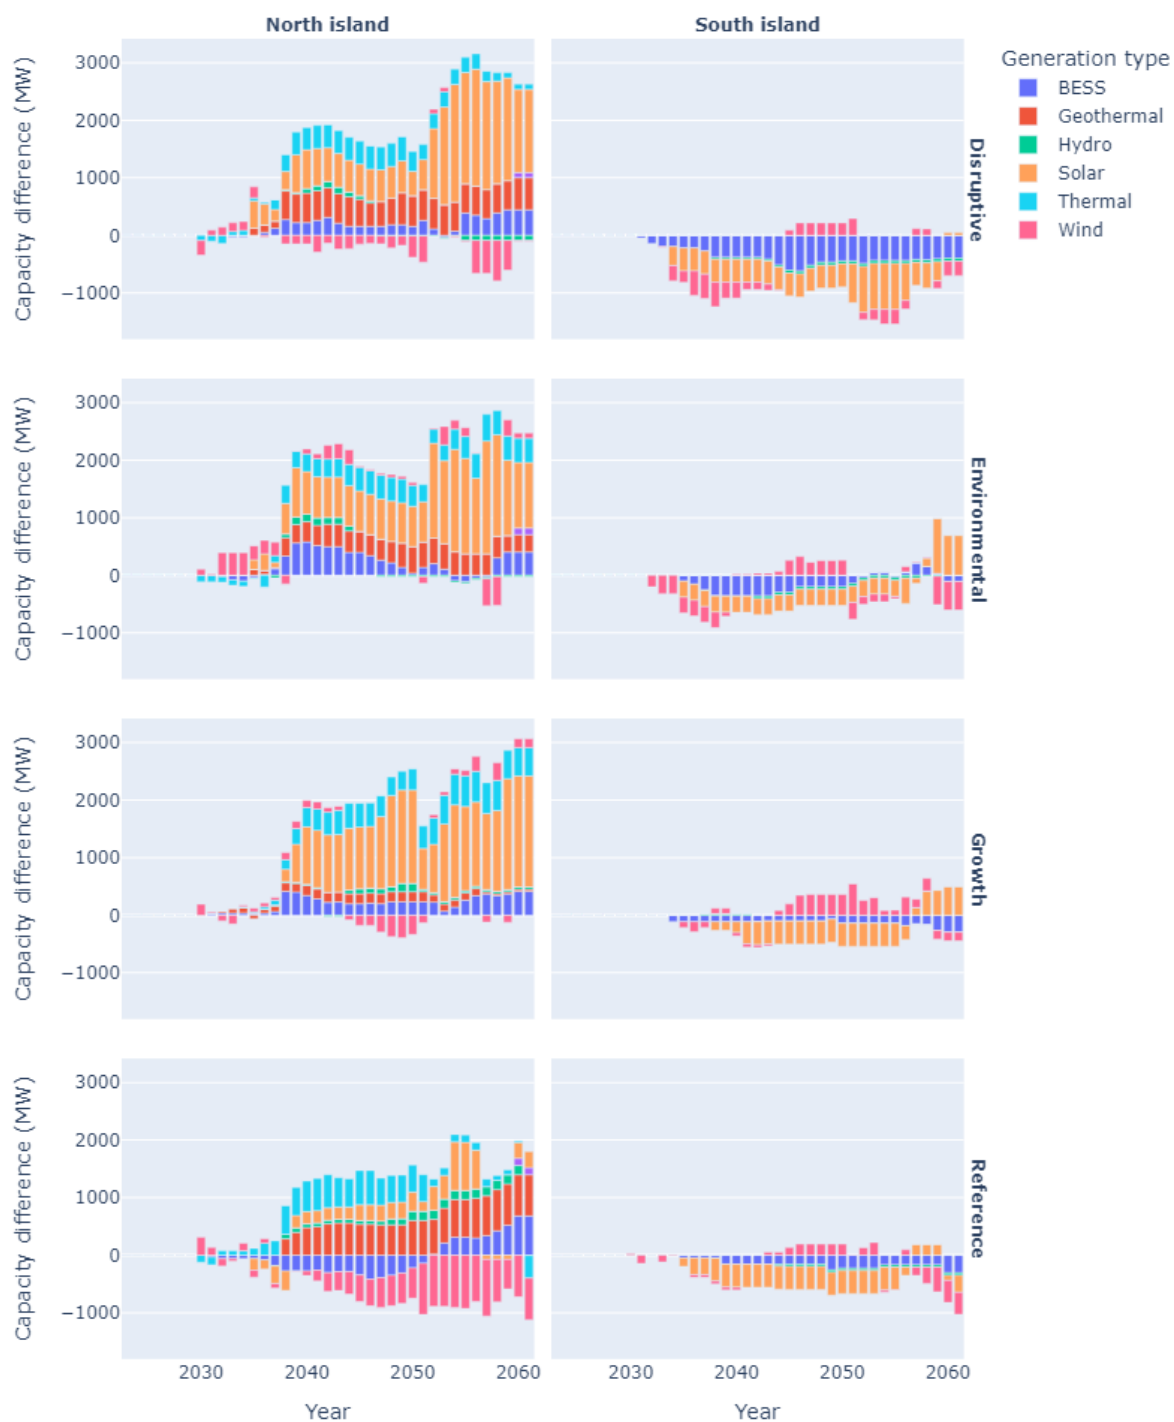 North island
South island
Generation type
BESS
Geothermal
Hydro
Solar
Thermal
Wind
Capacity difference (MW)
3000
2000
1000
0
−1000
Disruptive
Capacity difference (MW)
3000
2000
1000
0
−1000
Environmental
Capacity difference (MW)
3000
2000
1000
0
−1000
Growth
Capacity difference (MW)
3000
2000
1000
0
−1000
Reference
2030 2040 2050 2060
2030 2040 2050 2060
Year
Year